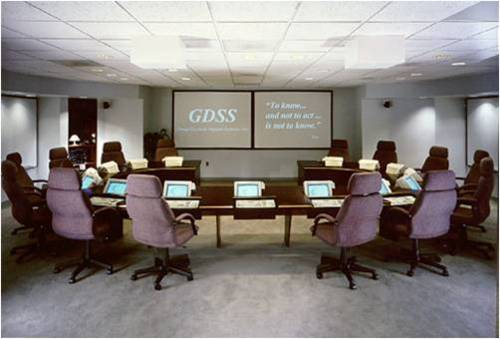 GDSS
"To know...
and not to act ...
is not to know."